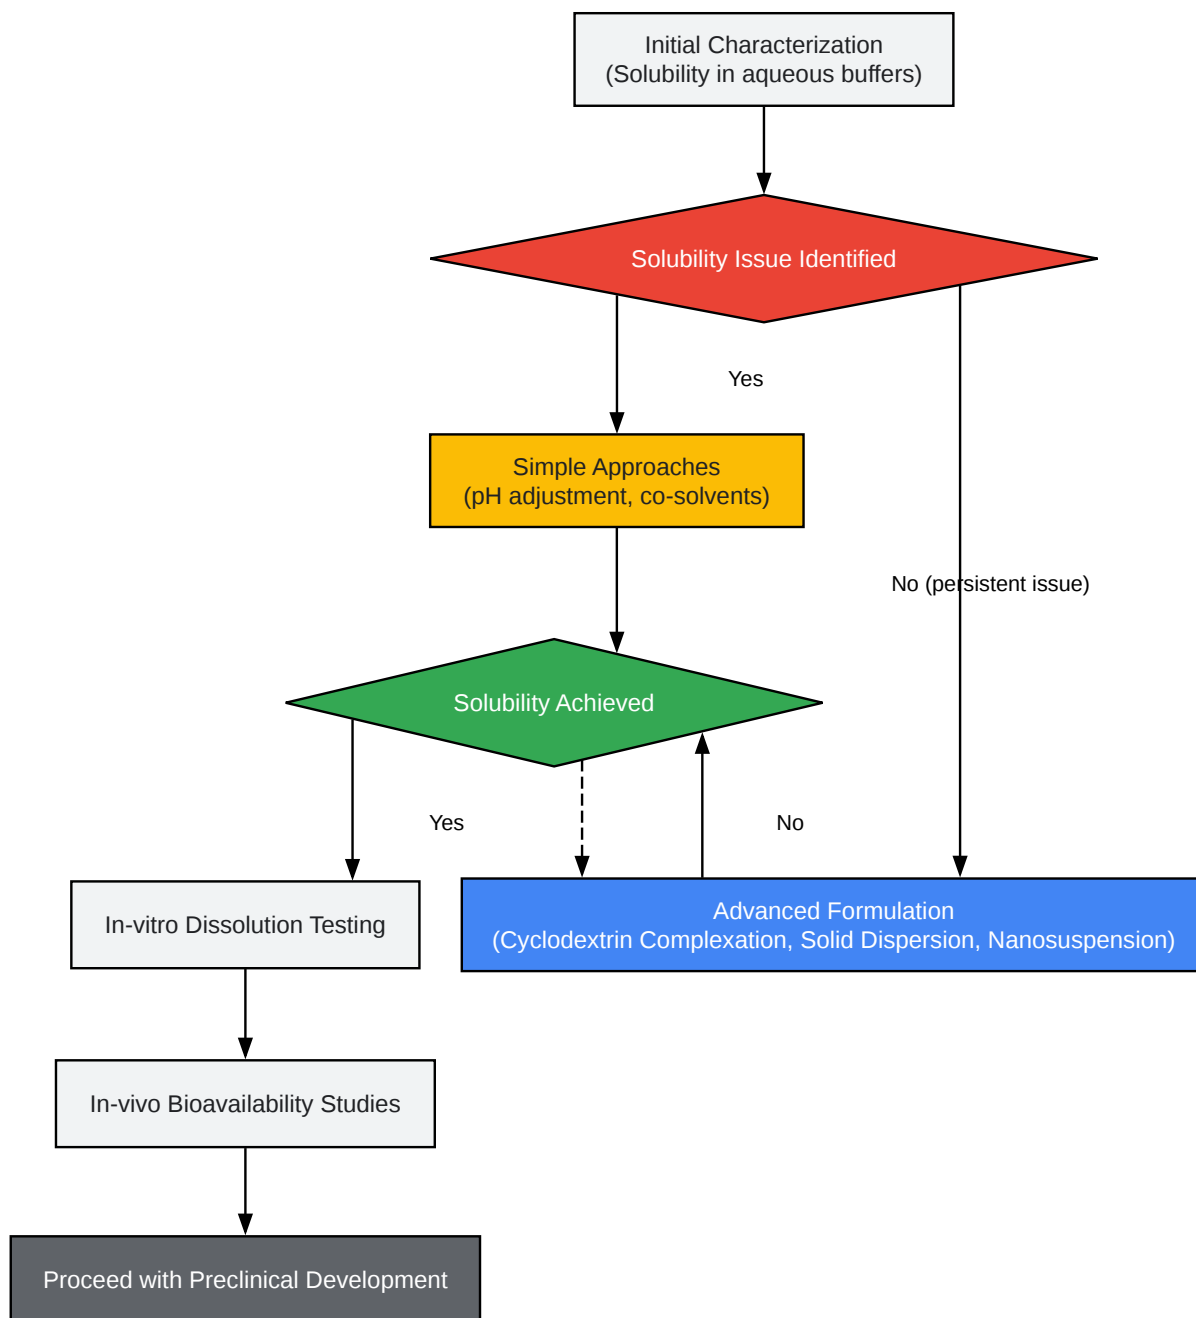 Initial Characterization
(Solubility in aqueous buffers)
Solubility Issue Identified
Yes
Simple Approaches
(pH adjustment, co-solvents)
No (persistent issue)
Solubility Achieved
Yes
No
In-vitro Dissolution Testing
Advanced Formulation
(Cyclodextrin Complexation, Solid Dispersion, Nanosuspension)
In-vivo Bioavailability Studies
Proceed with Preclinical Development